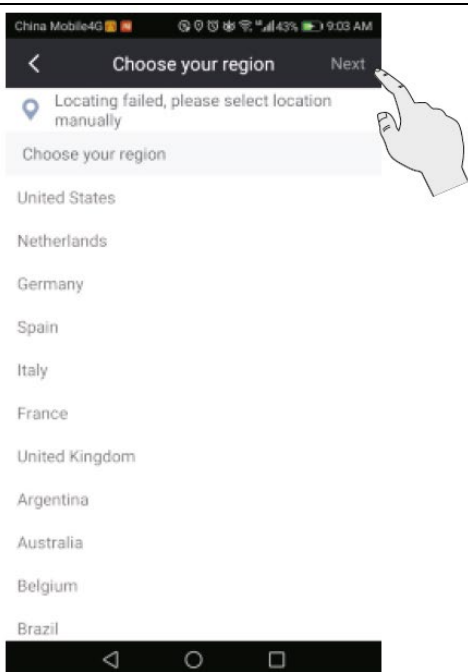 China Mobile4G 43% 9:03 AM
Choose your region Next
Locating failed, please select location
manually
Choose your region
United States
Netherlands
Germany
Spain
Italy
France
United Kingdom
Argentina
Australia
Belgium
Brazil